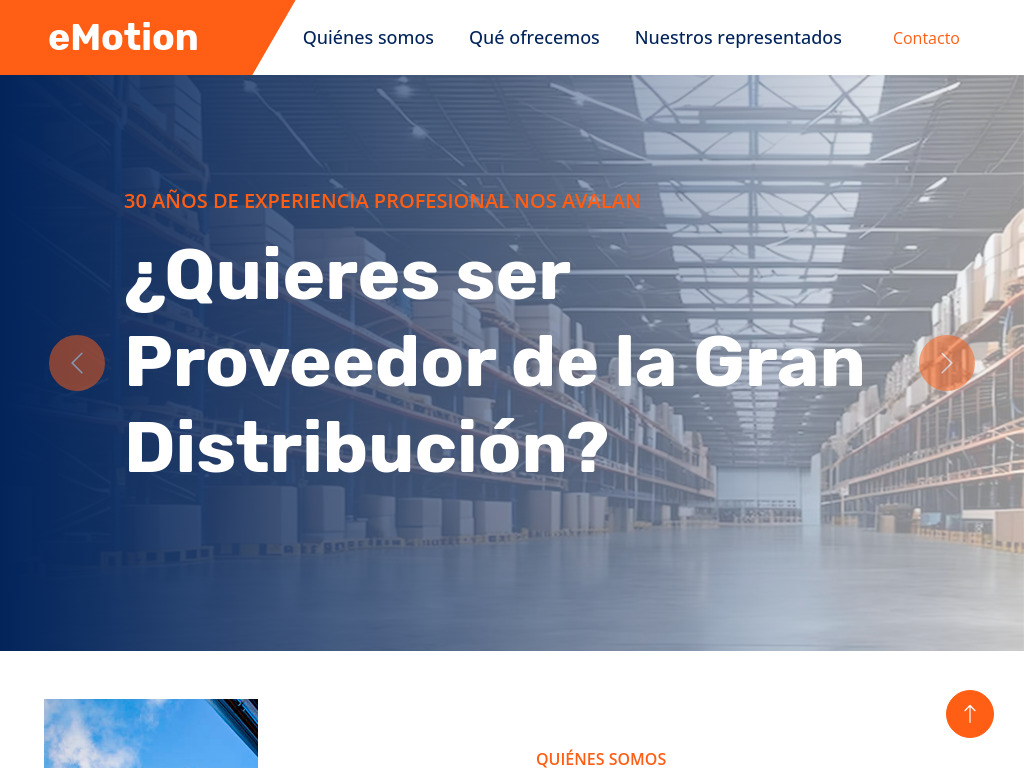 eMotion
Quiénes somos
Qué ofrecemos
Nuestros representados
Contacto
30 AÑOS DE EXPERIENCIA PROFESIONAL NOS AVALAN
¿Quieres ser
Proveedor de la Gran
Distribución?
QUIÉNES SOMOS